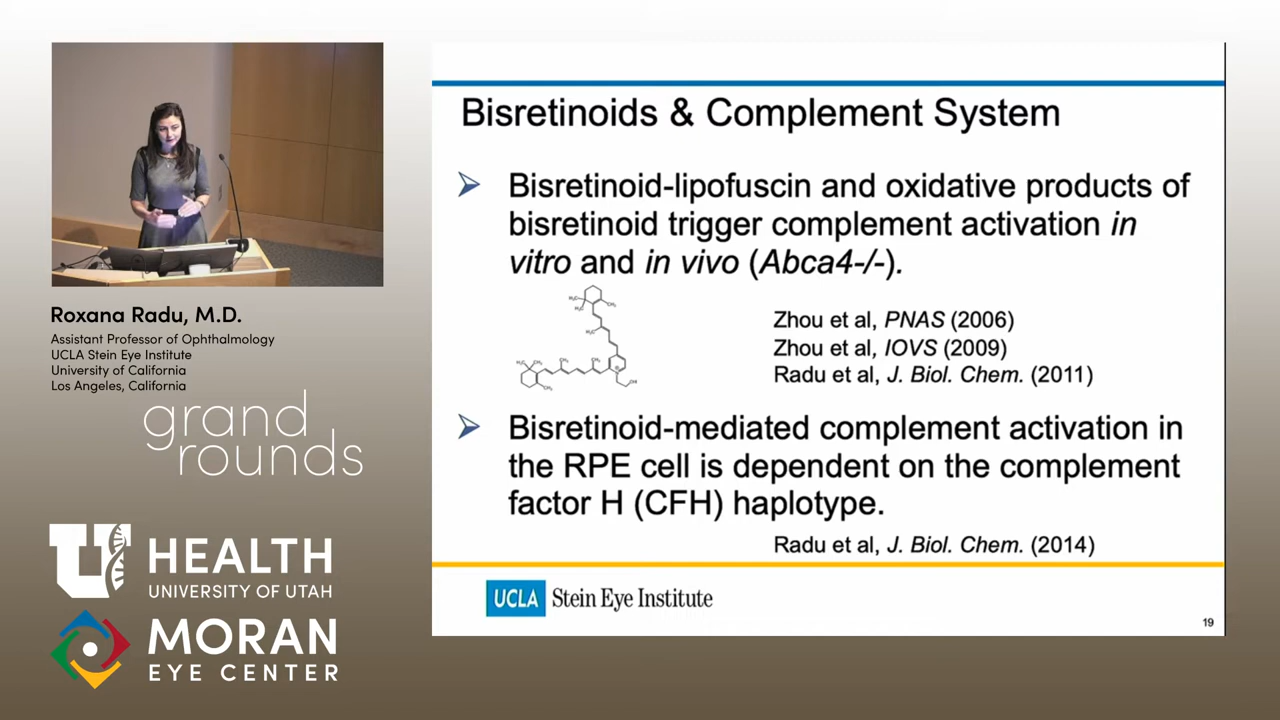 Roxana Radu, M.D.
Assistant Professor of Ophthalmology
UCLA Stein Eye Institute
University of California
Los Angeles, California
grand
rounds
U HEALTH
UNIVERSITY OF UTAH
MORAN
EYE CENTER
Bisretinoids & Complement System
Bisretinoid-lipofuscin and oxidative products of
bisretinoid trigger complement activation in
vitro and in vivo (Abca4-/-).
Zhou et al, PNAS (2006)
Zhou et al, IOVS (2009)
Radu et al, J. Biol. Chem. (2011)
Bisretinoid-mediated complement activation in
the RPE cell is dependent on the complement
factor H (CFH) haplotype.
Radu et al, J. Biol. Chem. (2014)
UCLA Stein Eye Institute
19